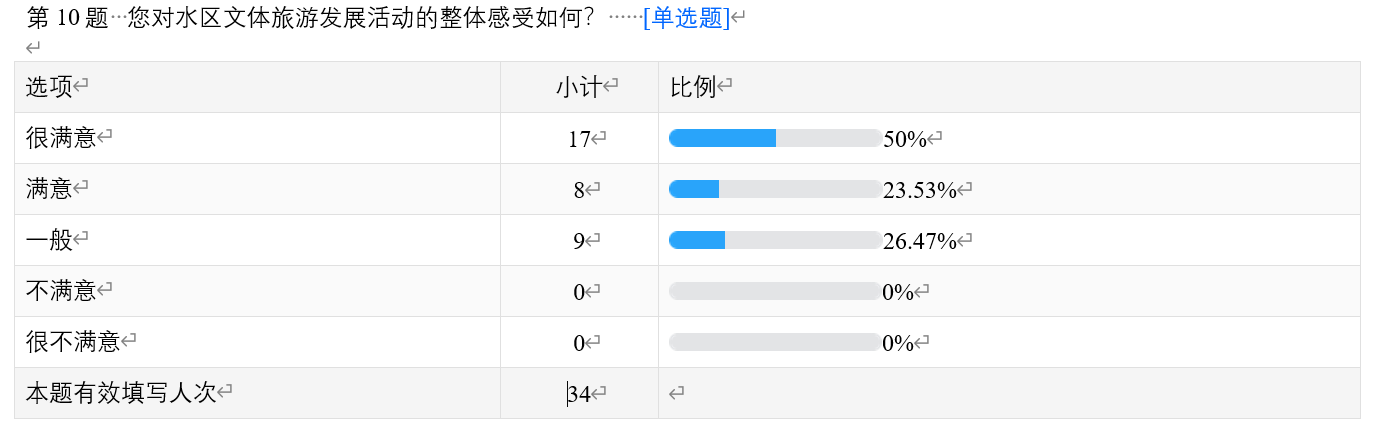 第 10 题 您对水区文体旅游发展活动的整体感受如何？ [单选题]
选项 小计 比例
很满意 17 50%
满意 8 23.53%
一般 9 26.47%
不满意 0 0%
很不满意 0 0%
本题有效填写人次 34